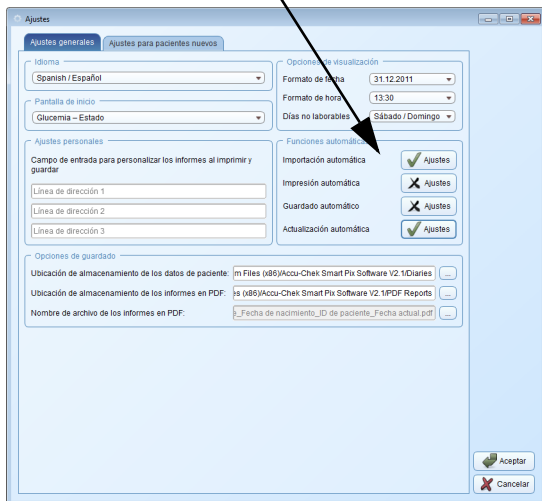 Ajustes
Ajustes generales
Ajustes para pacientes nuevos
Idioma
Spanish / Español
Pantalla de inicio
Glucemia – Estado
Opciones de visualización
Formato de fecha
31.12.2011
Formato de hora
13:30
Días no laborables
Sábado / Domingo
Ajustes personales
Campo de entrada para personalizar los informes al imprimir y
guardar
Línea de dirección 1
Línea de dirección 2
Línea de dirección 3
Funciones automáticas
Importación automática
Ajustes
Impresión automática
Ajustes
Guardado automático
Ajustes
Actualización automática
Ajustes
Opciones de guardado
Ubicación de almacenamiento de los datos de paciente:
m Files (x86)/Accu-Chek Smart Pix Software V2.1/Diaries
...
Ubicación de almacenamiento de los informes en PDF:
es (x86)/Accu-Chek Smart Pix Software V2.1/PDF Reports
...
Nombre de archivo de los informes en PDF:
e_Fecha de nacimiento_ID de paciente_Fecha actual.pdf
...
Aceptar
Cancelar